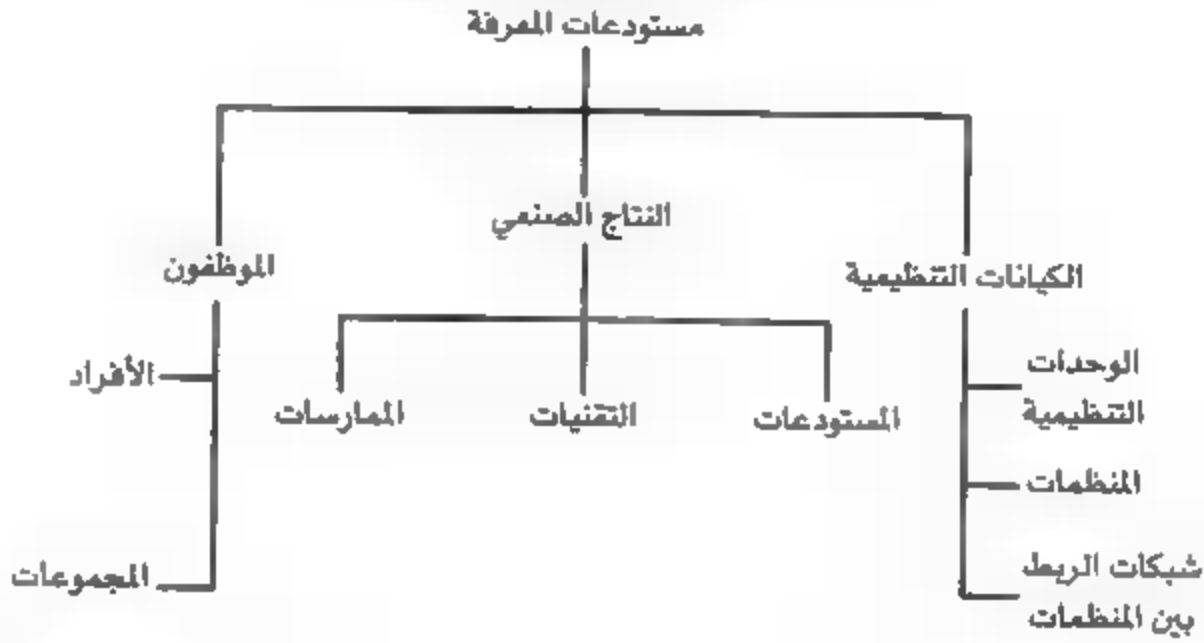 مستودعات المعرفة
النتاج الصنعي
الموظفون
الكيانات التنظيمية
الأفراد
الوحدات
التنظيمية
الممارسات
التقنيات
المستودعات
المنظمات
المجموعات
شبكات الربط
بين المنظمات